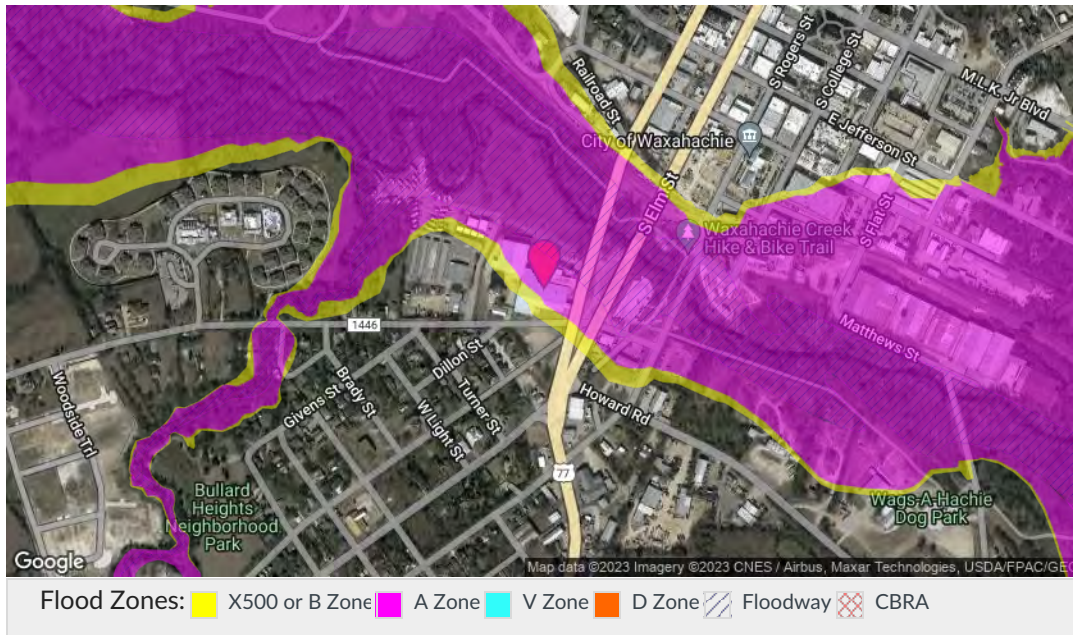 Railroad St
S Rogers St
S College St
M.L.K. Jr Blvd
E Jefferson St
City of Waxahachie
S Elm St
S Flat St
Waxahachie Creek
Hike & Bike Trail
Matthews St
1446
Woodside Trl
Brady St
Dillon St
Givens St
Turner St
W Light St
Howard Rd
77
Bullard
Heights
Neighborhood
Park
Wags-A-Hachie
Dog Park
Google
Map data ©2023 Imagery ©2023 CNES / Airbus, Maxar Technologies, USDA/FPAC/GEO
Flood Zones: X500 or B Zone A Zone V Zone D Zone Floodway CBRA